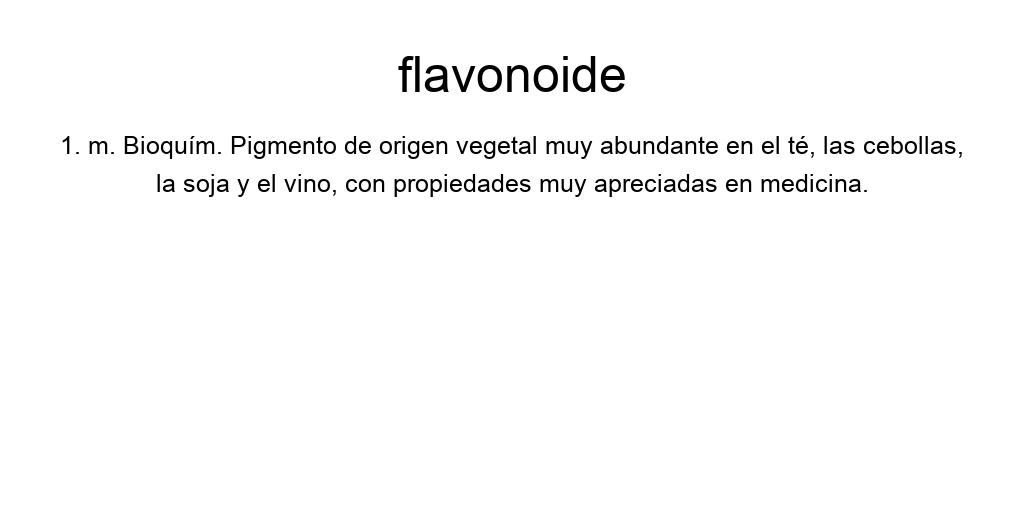 flavonoide
1. m. Bioquím. Pigmento de origen vegetal muy abundante en el té, las cebollas,
la soja y el vino, con propiedades muy apreciadas en medicina.